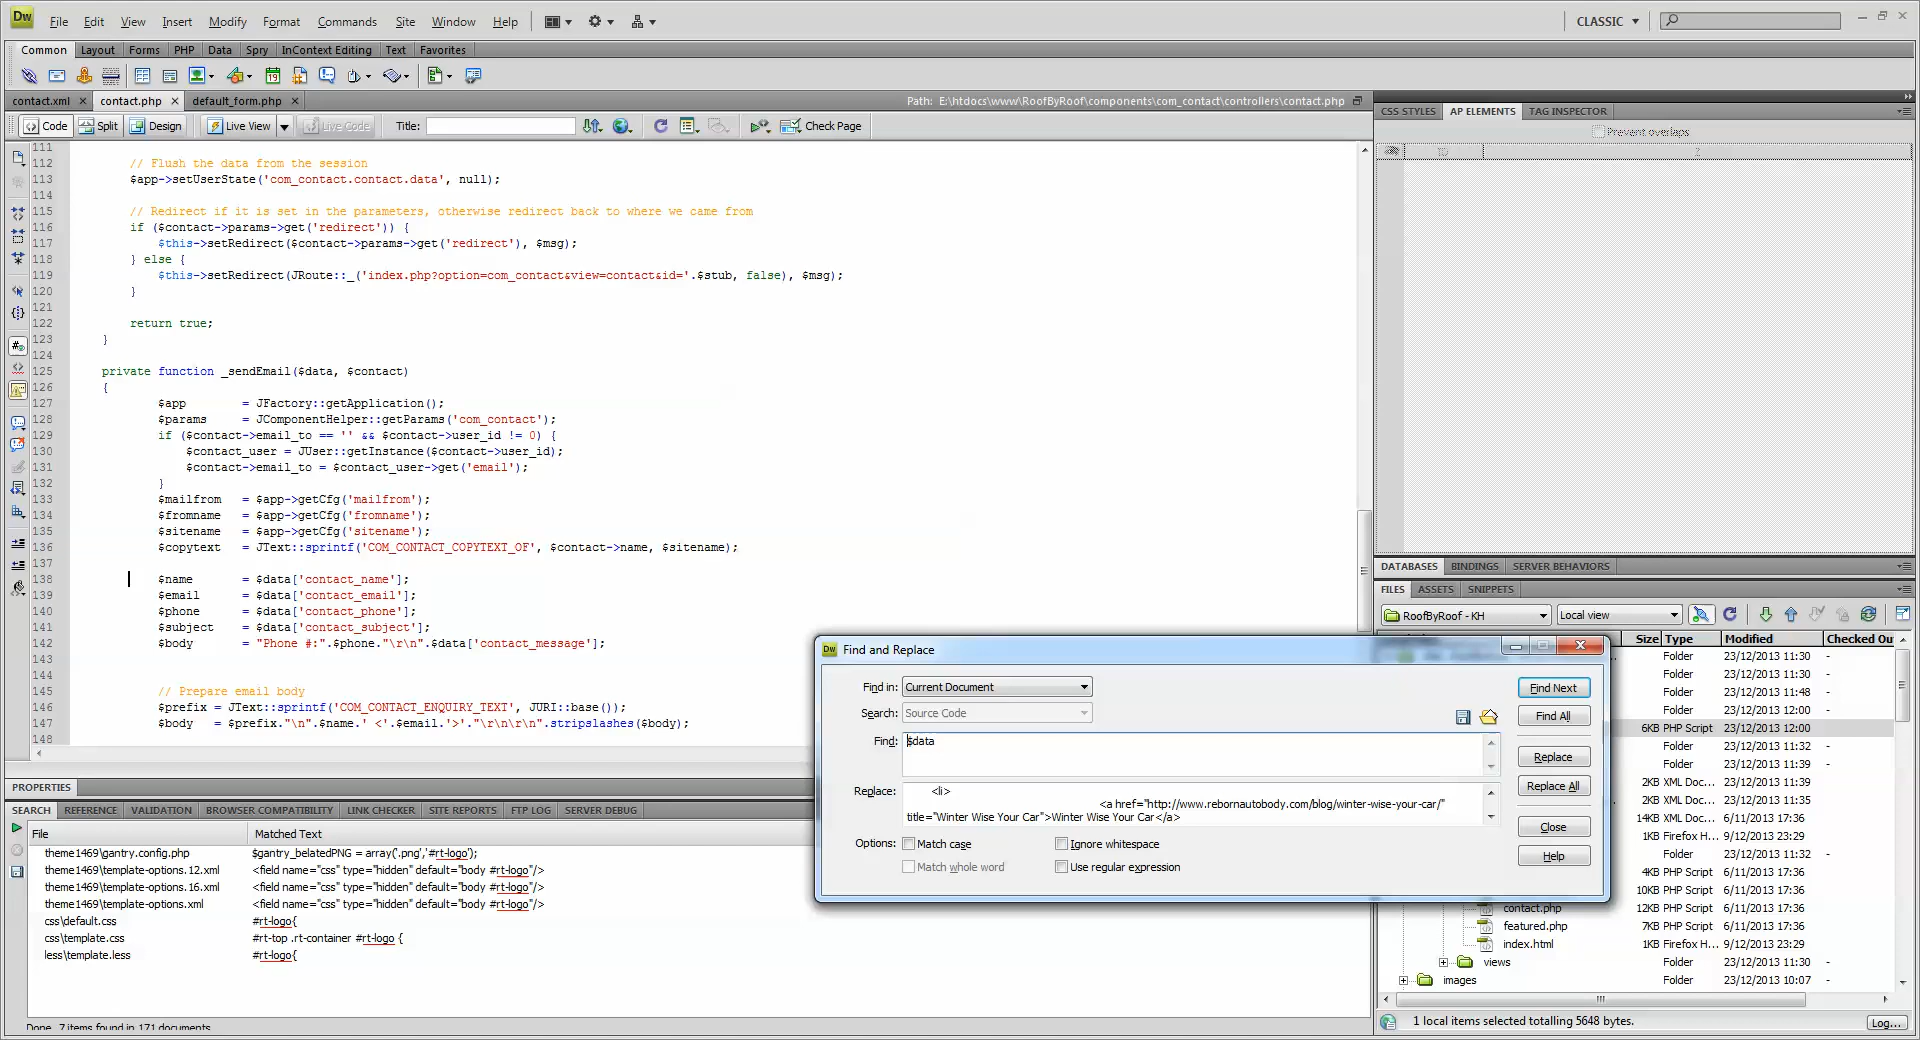 Dw File Edit View Insert Modify Format Commands Site Window Help CLASSIC
Common Layout Forms PHP Data Spry InContext Editing Text Favorites
contact.xml contact.php default_form.php Path: E:\htdocs\www\RoofByRoof\components\com_contact\controllers\contact.php
Code Split Design Live View Live Code Title: Check Page
111
112 // Flush the data from the session
113 $app->setUserState('com_contact.contact.data', null);
114
115 // Redirect if it is set in the parameters, otherwise redirect back to where we came from
116 if ($contact->params->get('redirect')) {
117 $this->setRedirect($contact->params->get('redirect'), $msg);
118 } else {
119 $this->setRedirect(JRoute::_('index.php?option=com_contact&view=contact&id='.$stub, false), $msg);
120 }
121
122 return true;
123 }
124
125 private function _sendEmail($data, $contact)
126 {
127 $app = JFactory::getApplication();
128 $params = JComponentHelper::getParams('com_contact');
129 if ($contact->email_to == '' && $contact->user_id != 0) {
130 $contact_user = JUser::getInstance($contact->user_id);
131 $contact->email_to = $contact_user->get('email');
132 }
133 $mailfrom = $app->getCfg('mailfrom');
134 $fromname = $app->getCfg('fromname');
135 $sitename = $app->getCfg('sitename');
136 $copytext = JText::sprintf('COM_CONTACT_COPYTEXT_OF', $contact->name, $sitename);
137
138 $name = $data['contact_name'];
139 $email = $data['contact_email'];
140 $phone = $data['contact_phone'];
141 $subject = $data['contact_subject'];
142 $body = "Phone #:".$phone."\r\n".$data['contact_message'];
143
144
145 // Prepare email body
146 $prefix = JText::sprintf('COM_CONTACT_ENQUIRY_TEXT', JURI::base());
147 $body = $prefix."\n".$name.' <'.$email.'>'."\r\n\r\n".stripslashes($body);
148
PROPERTIES
SEARCH REFERENCE VALIDATION BROWSER COMPATIBILITY LINK CHECKER SITE REPORTS FTP LOG SERVER DEBUG
File Matched Text
theme1469\gantry.config.php $gantry_belatedPNG = array('.png','#rt-logo');
theme1469\template-options.12.xml <field name="css" type="hidden" default="body #rt-logo"/>
theme1469\template-options.16.xml <field name="css" type="hidden" default="body #rt-logo"/>
theme1469\template-options.xml <field name="css" type="hidden" default="body #rt-logo"/>
css\default.css #rt-logo{
css\template.css #rt-top .rt-container #rt-logo {
less\template.less #rt-logo{
Done. 7 items found in 171 documents.
Dw Find and Replace
Find in: Current Document Find Next
Search: Source Code Find All
Find: $data
Replace
Replace: <li>
Replace All
<a href="http://www.rebornautobody.com/blog/winter-wise-your-car/"
title="Winter Wise Your Car">Winter Wise Your Car</a>
Close
Options: Match case Ignore whitespace
Help
Match whole word Use regular expression
CSS STYLES AP ELEMENTS TAG INSPECTOR
Prevent overlaps
ID Z
DATABASES BINDINGS SERVER BEHAVIORS
FILES ASSETS SNIPPETS
RoofByRoof - KH Local view
Size Type Modified Checked Ou
Folder 23/12/2013 11:30 -
Folder 23/12/2013 11:30 -
Folder 23/12/2013 11:48 -
Folder 23/12/2013 12:00 -
6KB PHP Script 23/12/2013 12:00
Folder 23/12/2013 11:32 -
Folder 23/12/2013 11:39 -
2KB XML Doc... 23/12/2013 11:39
2KB XML Doc... 23/12/2013 11:39
14KB XML Doc... 6/11/2013 17:36
1KB Firefox H... 9/12/2013 23:29
Folder 23/12/2013 11:32 -
4KB PHP Script 6/11/2013 17:36
10KB PHP Script 6/11/2013 17:36
contact.php 12KB PHP Script 6/11/2013 17:36
featured.php 7KB PHP Script 6/11/2013 17:36
index.html 1KB Firefox H... 9/12/2013 23:29
views Folder 23/12/2013 11:30 -
images Folder 23/12/2013 10:07 -
1 local items selected totalling 5648 bytes. Log...